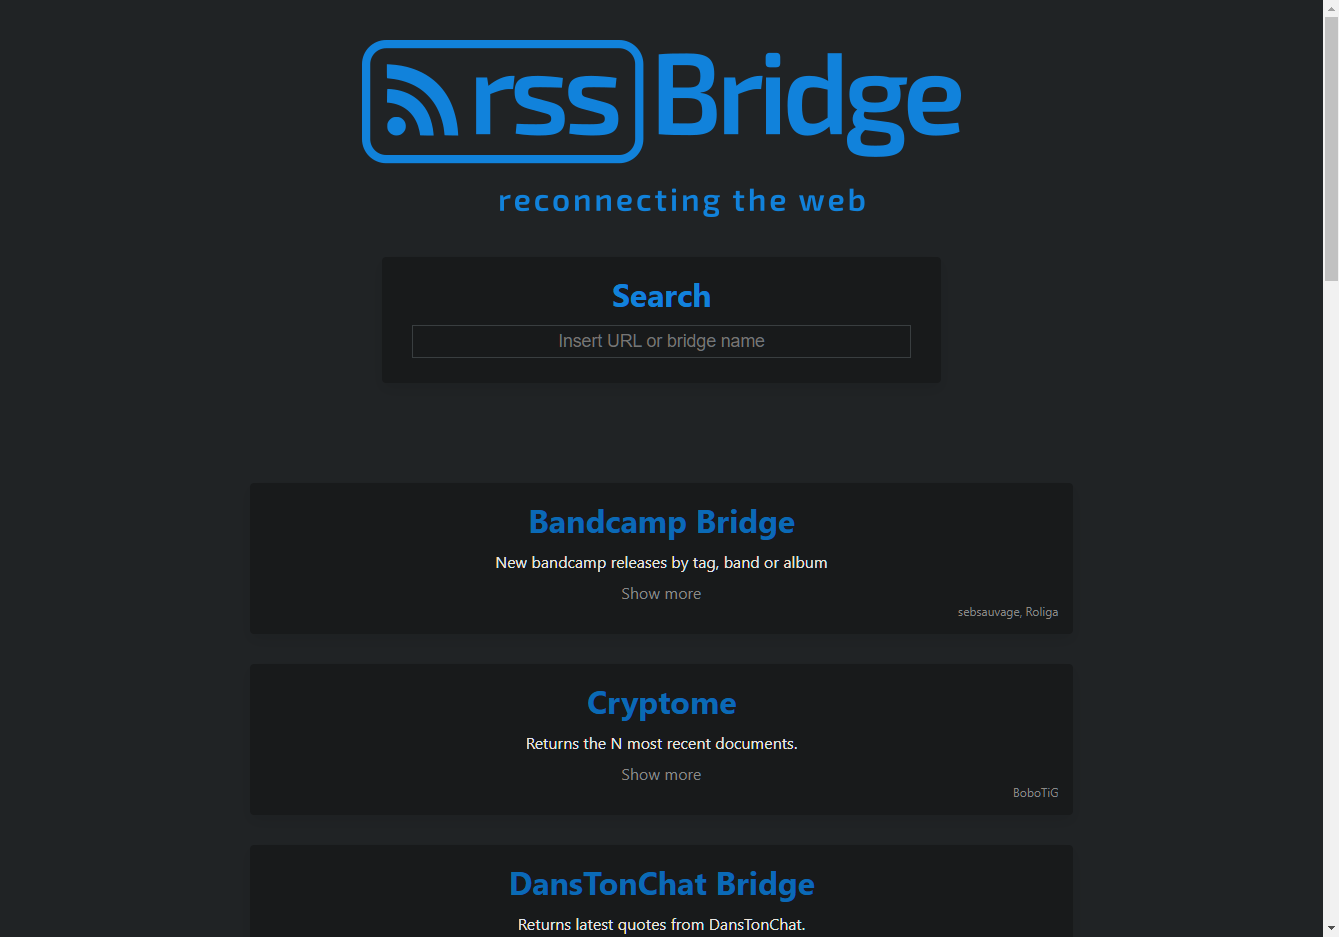 rss Bridge
reconnecting the web
Search
Insert URL or bridge name
Bandcamp Bridge
New bandcamp releases by tag, band or album
Show more
sebsauvage, Roliga
Cryptome
Returns the N most recent documents.
Show more
BoboTiG
DansTonChat Bridge
Returns latest quotes from DansTonChat.